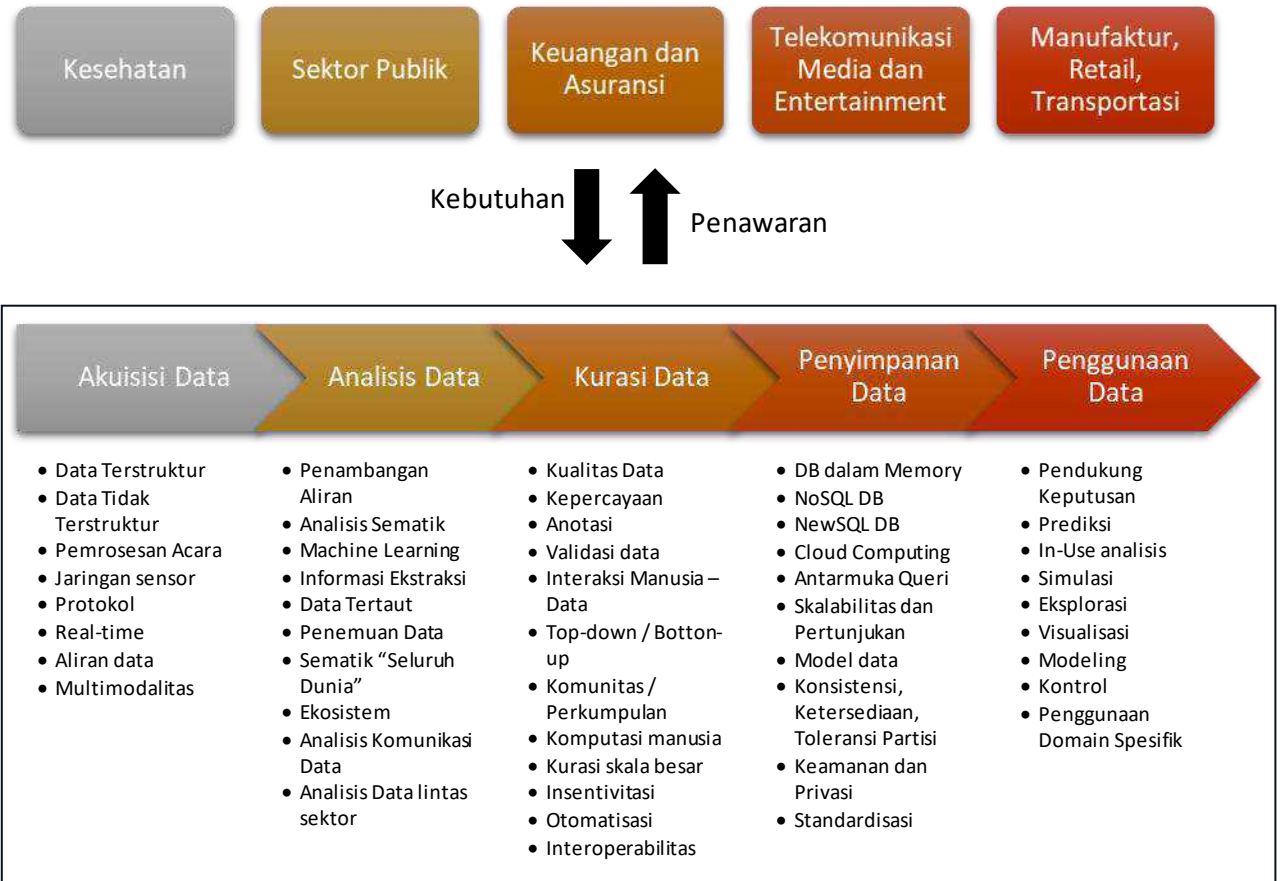 Kesehatan
Sektor Publik
Keuangan dan
Asuransi
Telekomunikasi
Media dan
Entertainment
Manufaktur,
Retail,
Transportasi
Kebutuhan
Penawaran
Akuisisi Data
Analisis Data
Kurasi Data
Penyimpanan
Data
Penggunaan
Data
• Data Terstruktur
• Data Tidak
Terstruktur
• Pemrosesan Acara
• Jaringan sensor
• Protokol
• Real-time
• Aliran data
• Multimodalitas
• Penambangan
Aliran
• Analisis Sematik
• Machine Learning
• Informasi Ekstraksi
• Data Tertaut
• Penemuan Data
• Sematik “Seluruh
Dunia”
• Ekosistem
• Analisis Komunikasi
Data
• Analisis Data lintas
sektor
• Kualitas Data
• Kepercayaan
• Anotasi
• Validasi data
• Interaksi Manusia –
Data
• Top-down / Botton-
up
• Komunitas /
Perkumpulan
• Komputasi manusia
• Kurasi skala besar
• Insentivitasi
• Otomatisasi
• Interoperabilitas
• DB dalam Memory
• NoSQL DB
• NewSQL DB
• Cloud Computing
• Antarmuka Queri
• Skalabilitas dan
Pertunjukan
• Model data
• Konsistensi,
Ketersediaan,
Toleransi Partisi
• Keamanan dan
Privasi
• Standardisasi
• Pendukung
Keputusan
• Prediksi
• In-Use analisis
• Simulasi
• Eksplorasi
• Visualisasi
• Modeling
• Kontrol
• Penggunaan
Domain Spesifik